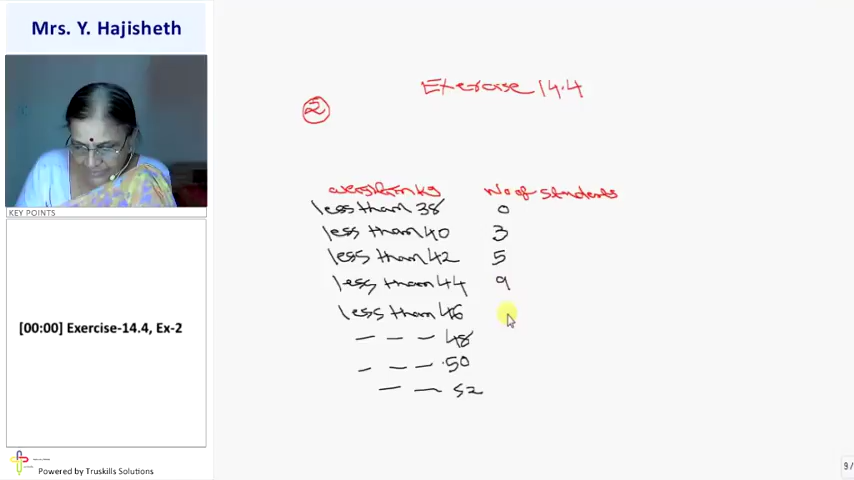 Mrs. Y. Hajisheth
KEY POINTS
[00:00] Exercise-14.4, Ex-2
Powered by Truskills Solutions
Exercise 14.4
2
weight in kg No of students
less than 38 0
less than 40 3
less than 42 5
less than 44 9
less than 46
— — — 48
— — — 50
— — 52
9/